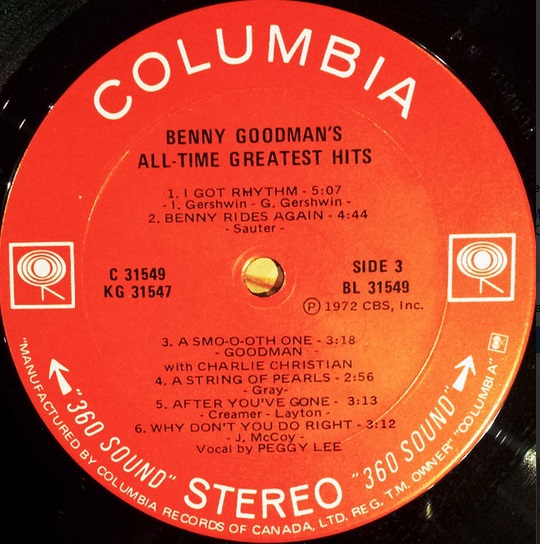 COLUMBIA
BENNY GOODMAN'S
ALL-TIME GREATEST HITS
1. I GOT RHYTHM - 5:07
- I. Gershwin - G. Gershwin -
2. BENNY RIDES AGAIN - 4:44
- Sauter -
C 31549
KG 31547
SIDE 3
BL 31549
Ⓟ 1972 CBS, Inc.
3. A SMO-O-OTH ONE - 3:18
- GOODMAN -
with CHARLIE CHRISTIAN
4. A STRING OF PEARLS - 2:56
- Gray -
5. AFTER YOU'VE GONE - 3:13
- Creamer - Layton -
6. WHY DON'T YOU DO RIGHT - 3:12
- J. McCoy -
Vocal by PEGGY LEE
"360 SOUND" STEREO "360 SOUND"
"MANUFACTURED BY COLUMBIA RECORDS OF CANADA, LTD. REG. T.M. OWNER" "COLUMBIA"